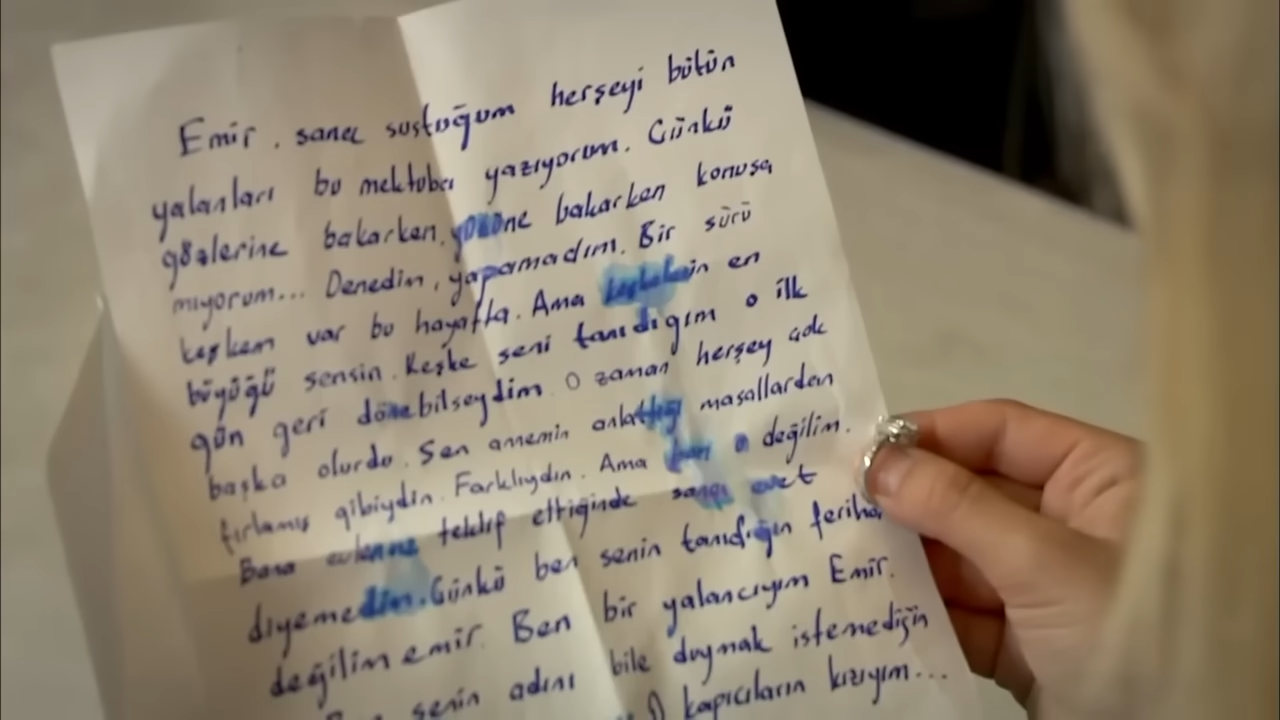 Emir, sana sustuğum herşeyi bütün
yalanları bu mektuba yazıyorum. Günkü
gözlerine bakarken, yüzüne bakarken konuşa
mıyorum... Denedim, yapamadım. Bir sürü
keşkem var bu hayatta. Ama keşkelerin en
büyüğü sensin. Keşke seni tanıdığım o ilk
gün geri dönebilseydim. O zaman herşey çok
başka olurdu. Sen annemin anlattığı masallardan
fırlamış gibiydin. Farklıydın. Ama ben o değilim.
Bana evlenme teklif ettiğinde sana evet
diyemedim. Günkü ben senin tanıdığın feriha
değilim emir. Ben bir yalancıyım Emir.
Ben senin adını bile duymak istemediğin
O kapıcıların kızıyım...